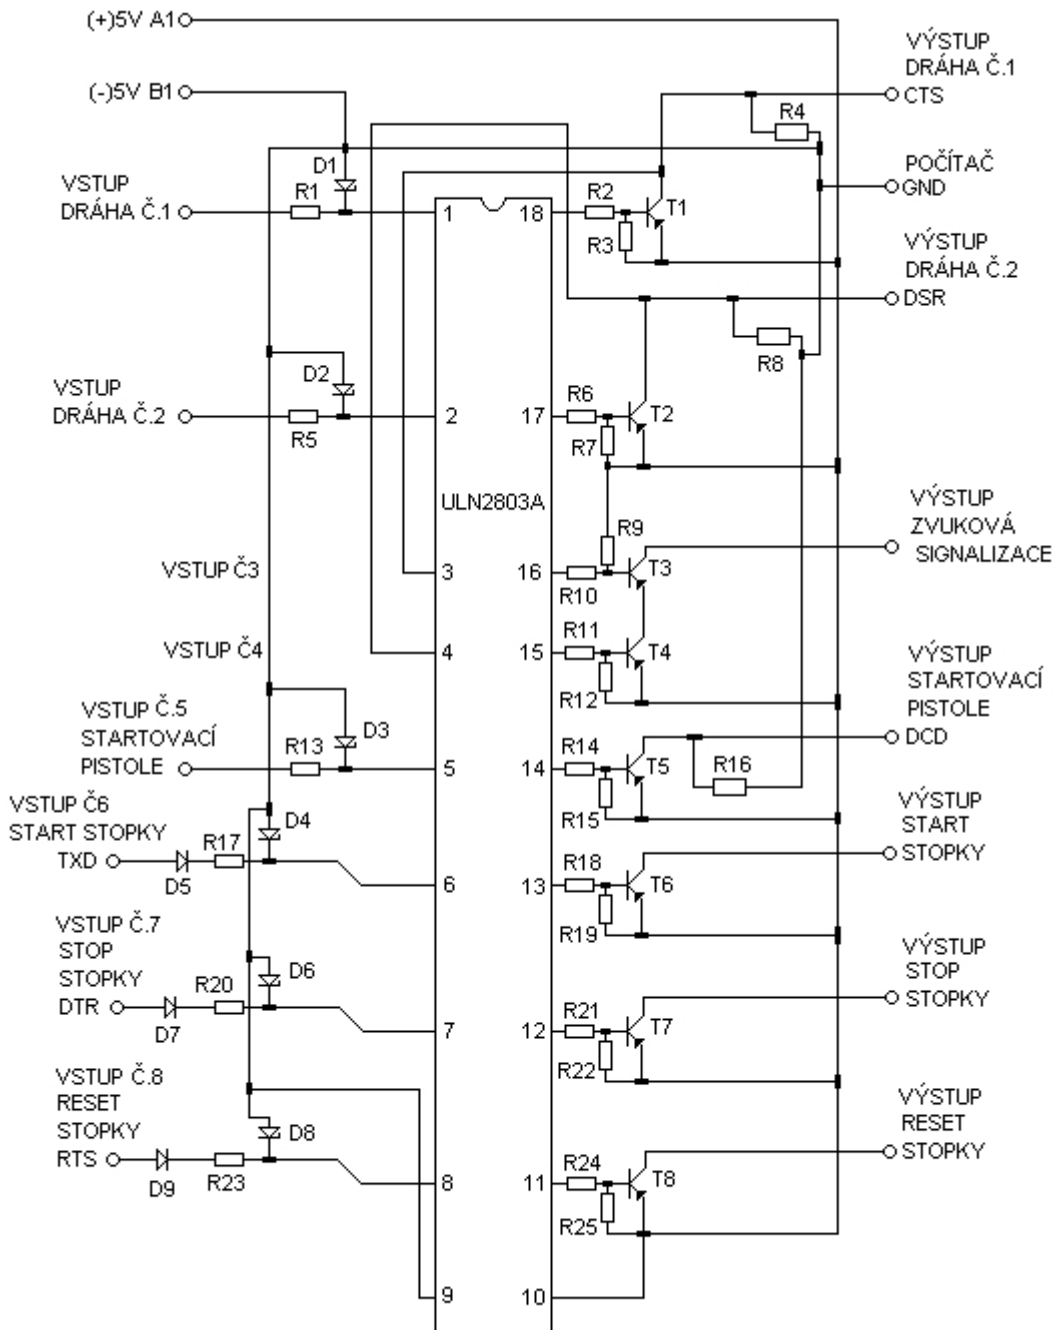 (+)5V A1
(-)5V B1
VÝSTUP
DRÁHA Č.1
CTS
R4
D1
VSTUP
DRÁHA Č.1
R1
1
18
R2
R3
T1
POČÍTAČ
GND
VÝSTUP
DRÁHA Č.2
DSR
R8
D2
VSTUP
DRÁHA Č.2
R5
2
17
R6
R7
T2
ULN2803A
VÝSTUP
ZVUKOVÁ
SIGNALIZACE
R9
VSTUP Č3
3
16
R10
T3
VSTUP Č4
4
15
R11
R12
T4
VÝSTUP
STARTOVACÍ
PISTOLE
DCD
VSTUP Č.5
STARTOVACÍ
PISTOLE
R13
D3
5
14
R14
R15
T5
R16
VSTUP Č6
START STOPKY
TXD
D5
R17
D4
6
13
R18
R19
T6
VÝSTUP
START
STOPKY
VSTUP Č.7
STOP
STOPKY
DTR
D7
R20
D6
7
12
R21
R22
T7
VÝSTUP
STOP
STOPKY
VSTUP Č.8
RESET
STOPKY
RTS
D9
R23
D8
8
11
R24
R25
T8
VÝSTUP
RESET
STOPKY
9
10